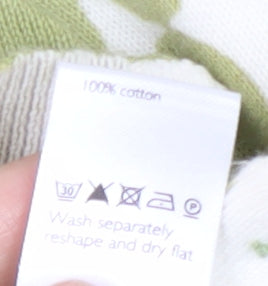 100% cotton
30 P
Wash separately
reshape and dry flat